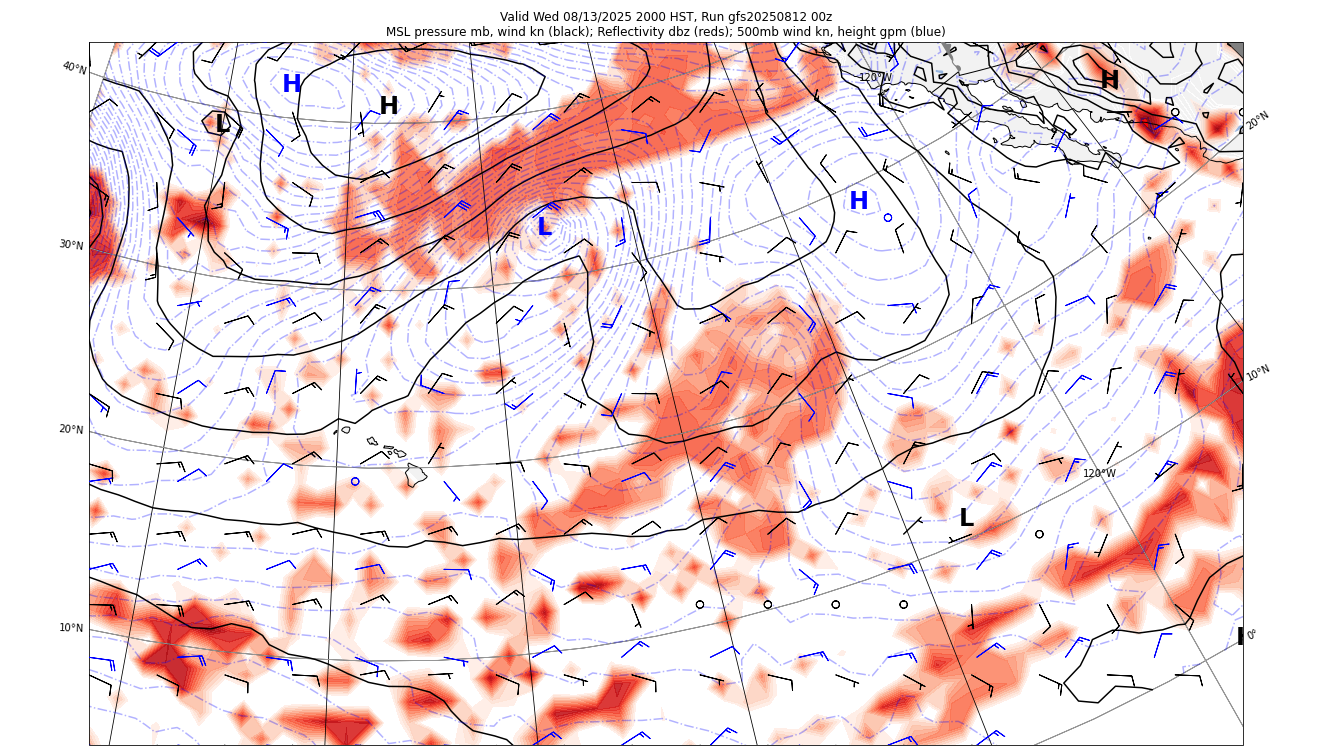 Valid Wed 08/13/2025 2000 HST, Run gfs20250812 00z
MSL pressure mb, wind kn (black); Reflectivity dbz (reds); 500mb wind kn, height gpm (blue)
40°N
120°W
H
H
H
L
20°N
H
L
30°N
10°N
20°N
120°W
L
10°N
0°